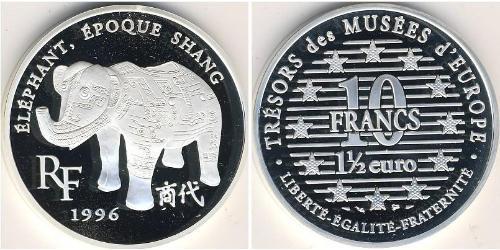 ÉLÉPHANT, ÉPOQUE SHANG
RF
商代
1996
TRÉSORS des MUSÉES d'EUROPE
10
FRANCS
1½ euro
• LIBERTÉ-ÉGALITÉ-FRATERNITÉ •